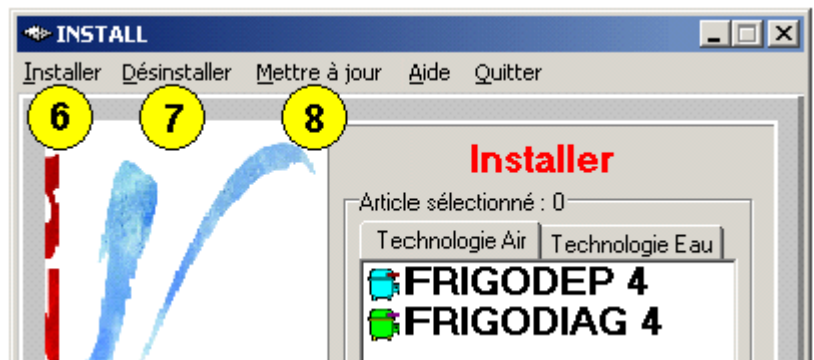 INSTALL
Installer Désinstaller Mettre à jour Aide Quitter
6 7 8
Installer
Article sélectionné : 0
Technologie Air Technologie Eau
FRIGODEP 4
FRIGODIAG 4